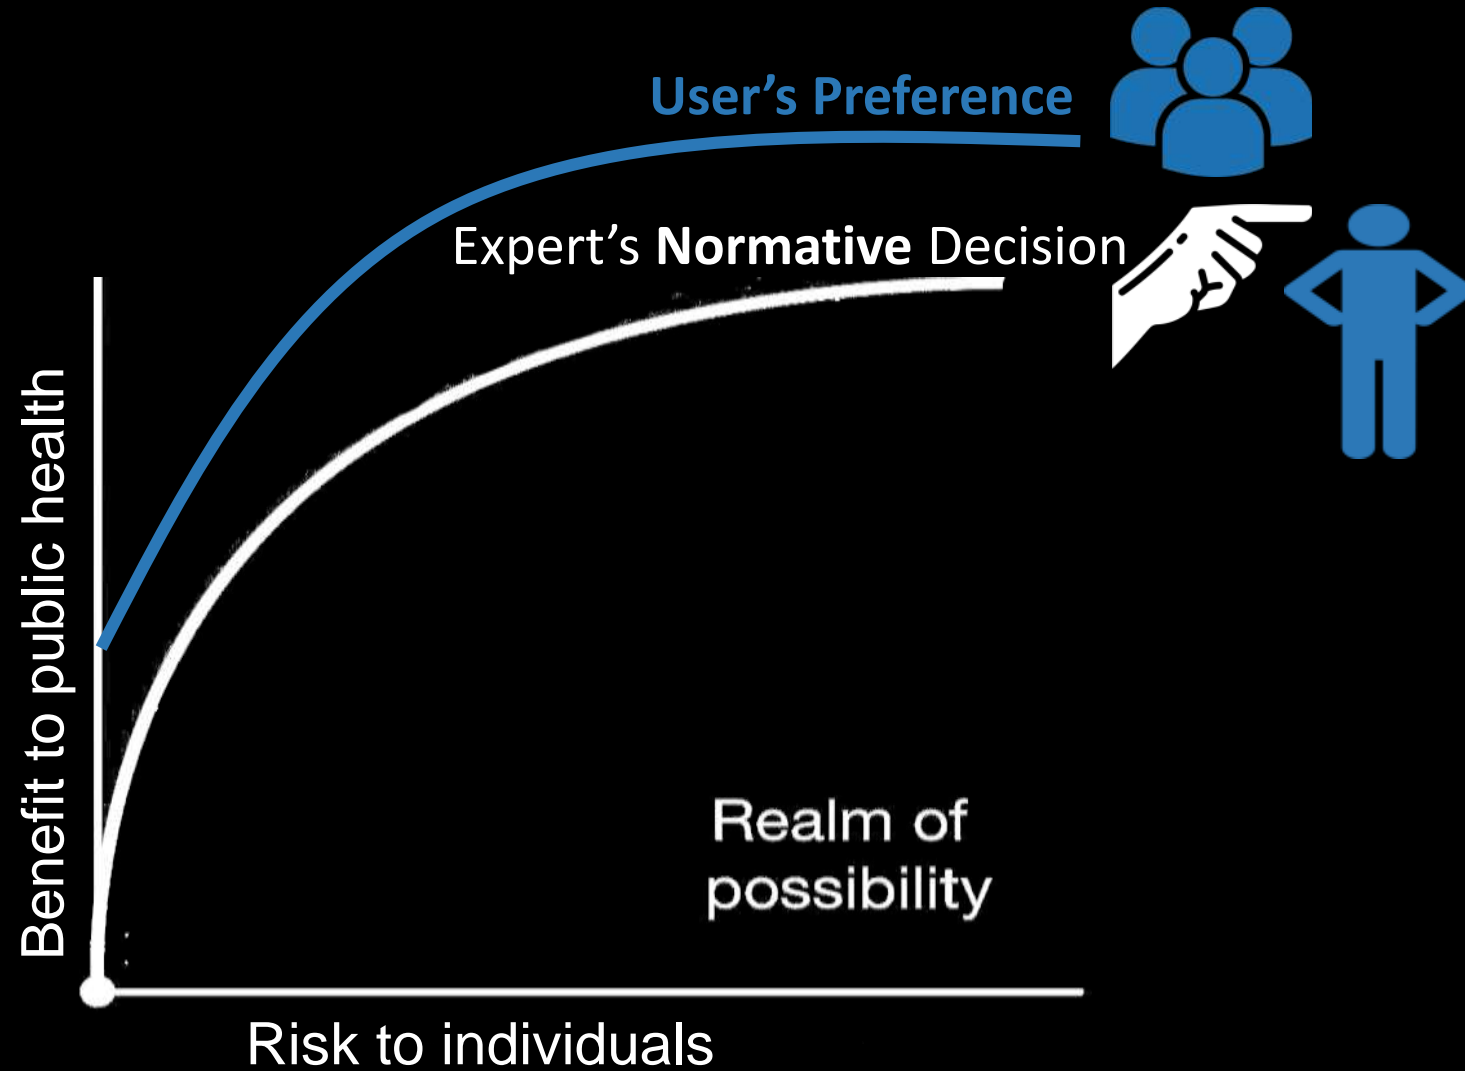 User’s Preference
Expert’s Normative Decision
Benefit to public health
Realm of
possibility
Risk to individuals